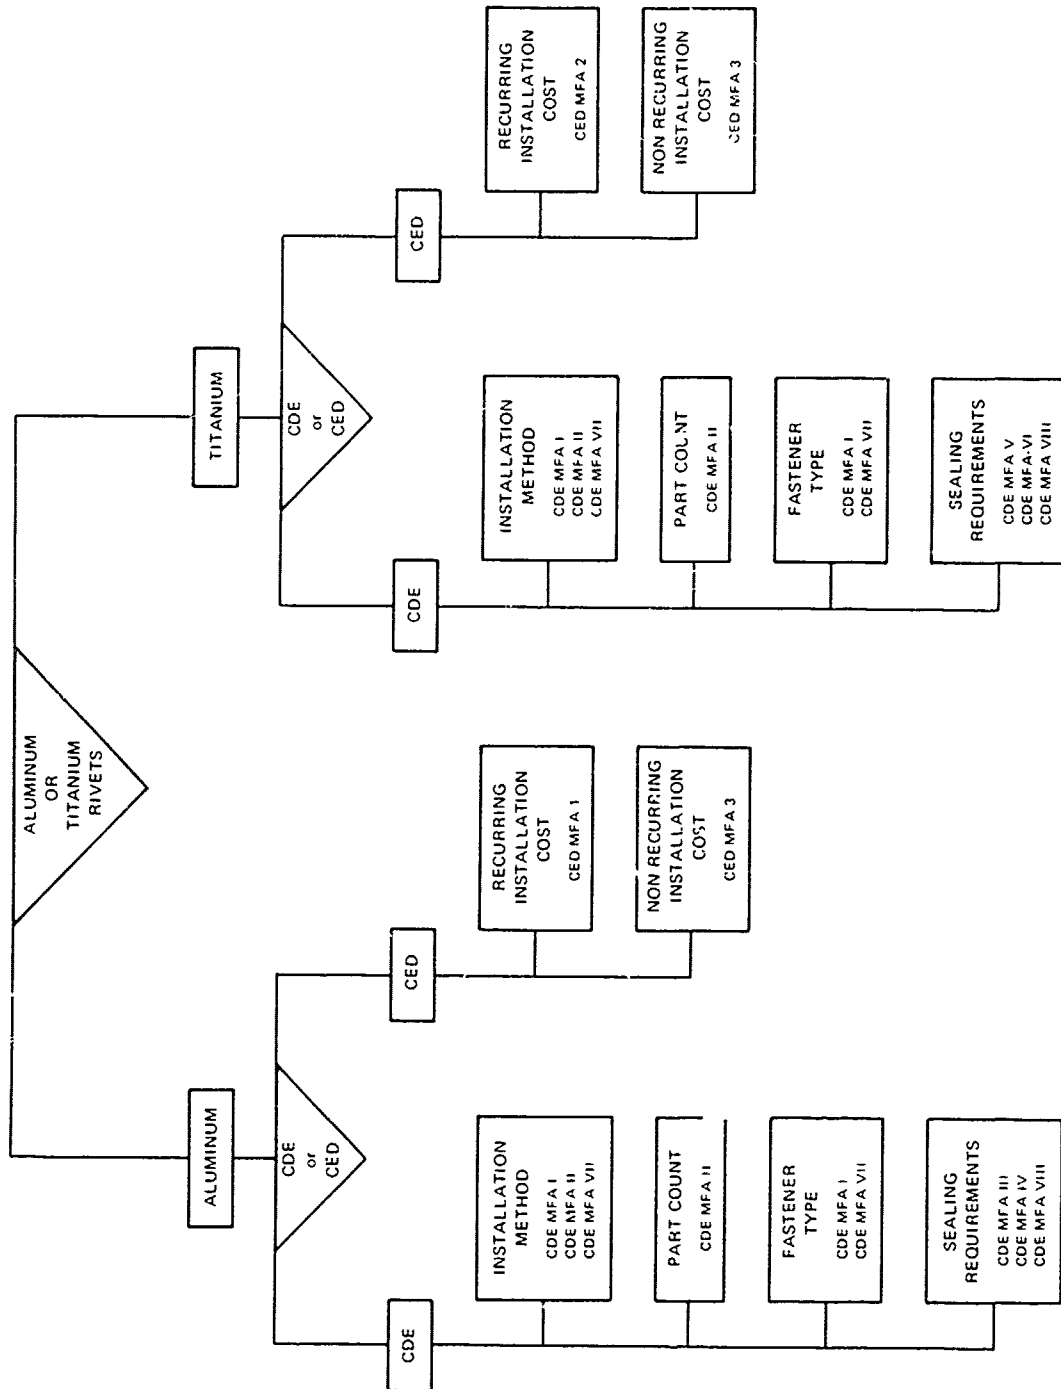 ALUMINUM
OR
TITANIUM
RIVETS
ALUMINUM
CDE
or
CED
CDE
INSTALLATION
METHOD
CDE MFA I
CDE MFA II
CDE MFA VII
PART COUNT
CDE MFA II
FASTENER
TYPE
CDE MFA I
CDE MFA VII
SEALING
REQUIREMENTS
CDE MFA III
CDE MFA IV
CDE MFA VIII
CED
RECURRING
INSTALLATION
COST
CED MFA 1
NON RECURRING
INSTALLATION
COST
CED MFA 3
TITANIUM
CDE
or
CED
CDE
INSTALLATION
METHOD
CDE MFA I
CDE MFA II
CDE MFA VII
PART COUNT
CDE MFA II
FASTENER
TYPE
CDE MFA I
CDE MFA VII
SEALING
REQUIREMENTS
CDE MFA V
CDE MFA-VI
CDE MFA VIII
CED
RECURRING
INSTALLATION
COST
CED MFA 2
NON RECURRING
INSTALLATION
COST
CED MFA 3